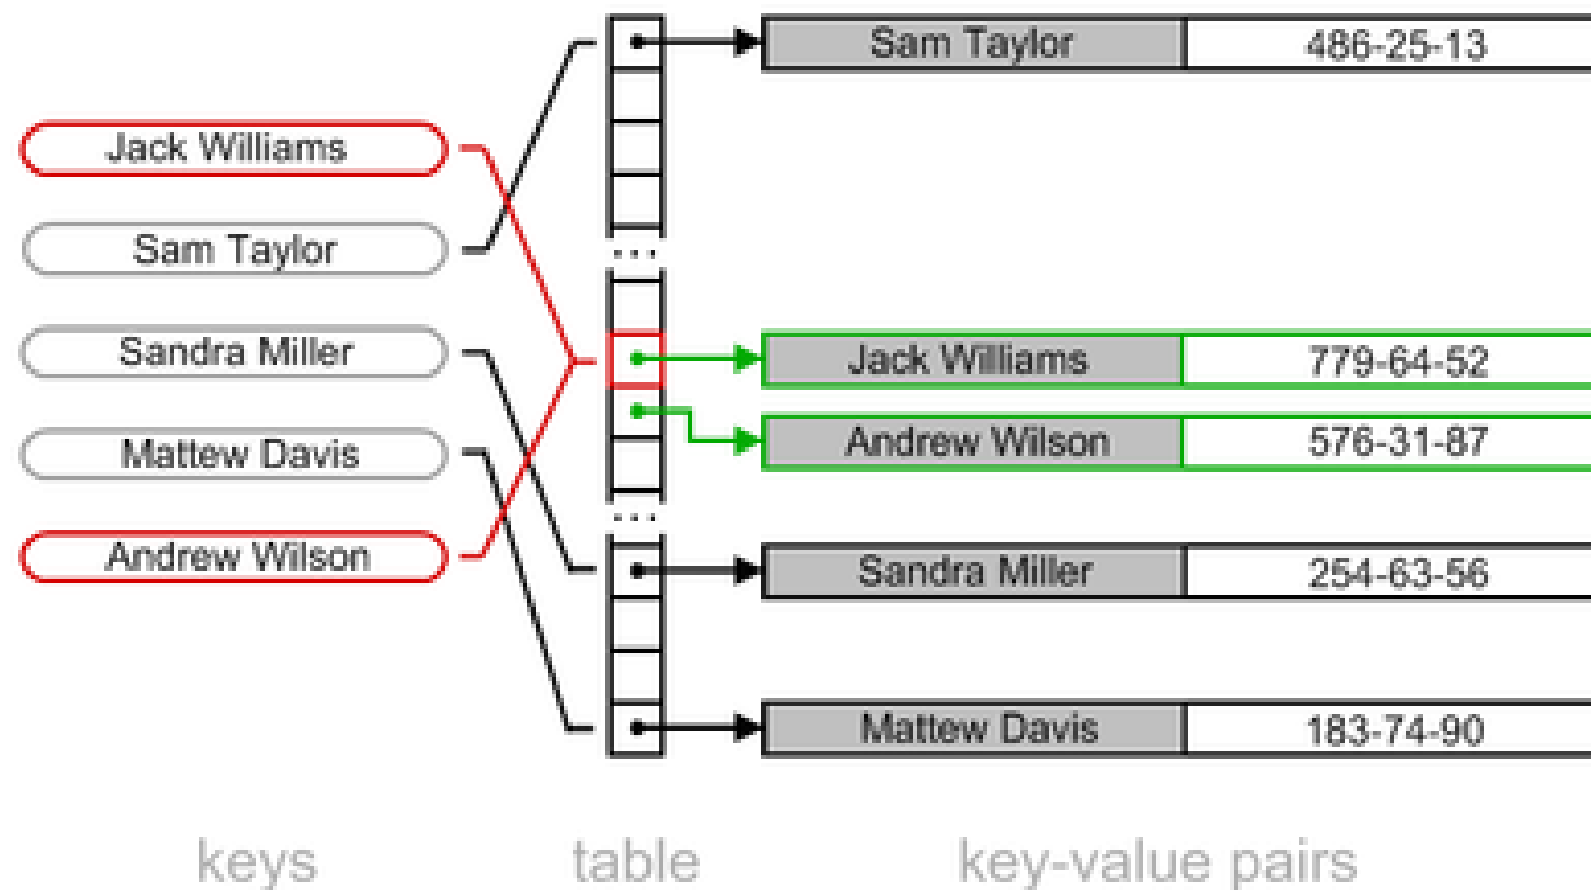 Sam Taylor 486-25-13
Jack Williams
Sam Taylor
...
Sandra Miller
Jack Williams 779-64-52
Mattew Davis
Andrew Wilson 576-31-87
...
Andrew Wilson
Sandra Miller 254-63-56
Mattew Davis 183-74-90
keys table key-value pairs